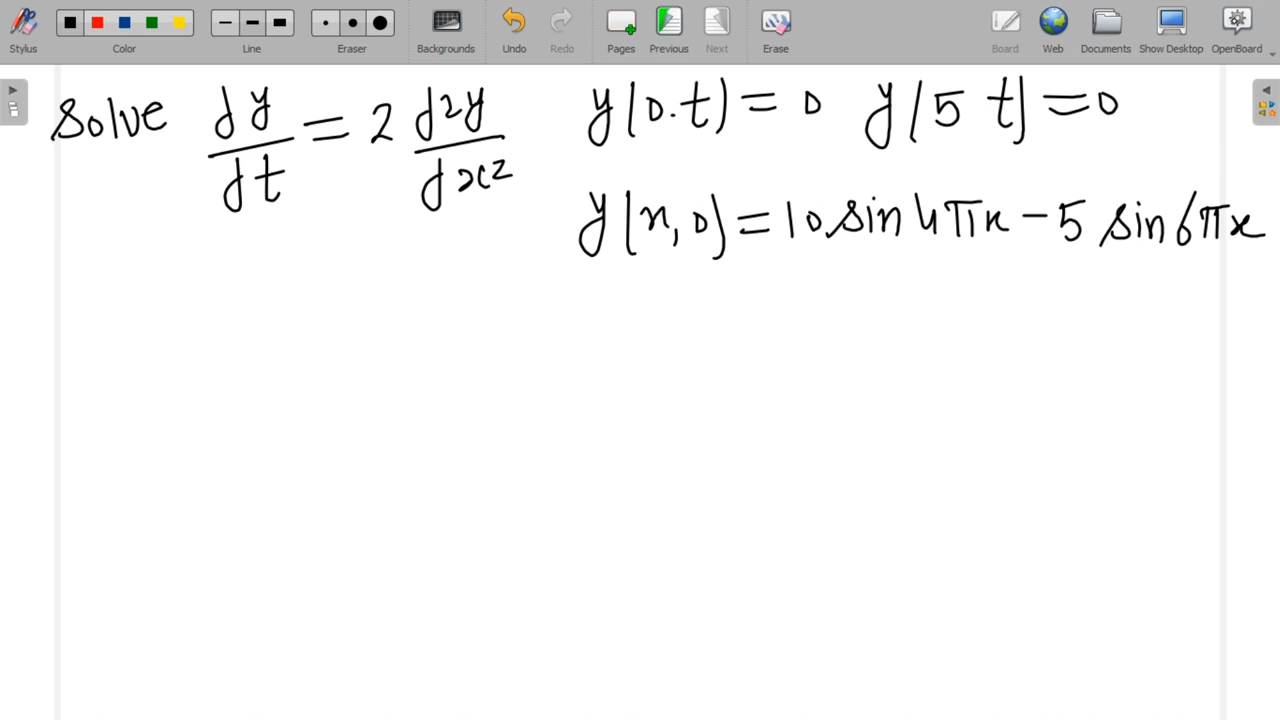 Stylus Color Line Eraser Backgrounds Undo Redo Pages Previous Next Erase Board Web Documents Show Desktop OpenBoard
Solve dy/dt = 2 d2y/dx² y(0.t) = 0 y(5 t) = 0
y(x,0) = 10 sin 4πx - 5 sin 6πx